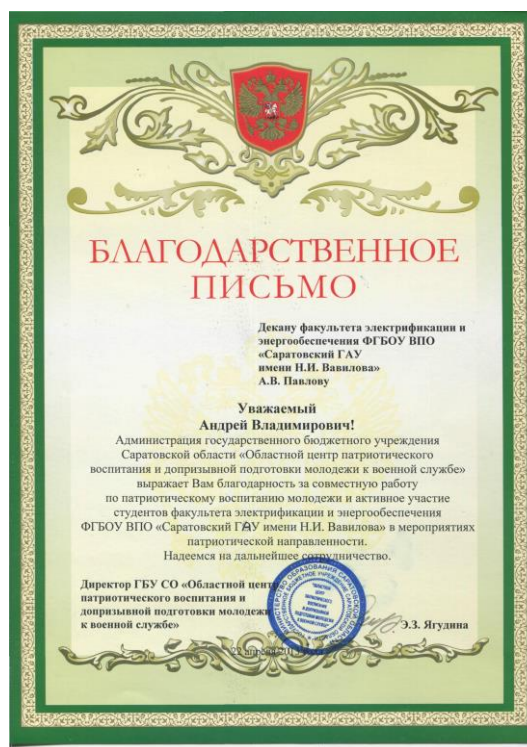 БЛАГОДАРСТВЕННОЕ
ПИСЬМО
Декану факультета электрификации и
энергообеспечения ФГБОУ ВПО
«Саратовский ГАУ
имени Н.И. Вавилова»
А.В. Павлову
Уважаемый
Андрей Владимирович!
Администрация государственного бюджетного учреждения
Саратовской области «Областной центр патриотического
воспитания и допризывной подготовки молодежи к военной службе»
выражает Вам благодарность за совместную работу
по патриотическому воспитанию молодежи и активное участие
студентов факультета электрификации и энергообеспечения
ФГБОУ ВПО «Саратовский ГАУ имени Н.И. Вавилова» в мероприятиях
патриотической направленности.
Надеемся на дальнейшее сотрудничество.
Директор ГБУ СО «Областной центр
патриотического воспитания и
допризывной подготовки молодежи
к военной службе»
Э.З. Ягудина
22 апреля